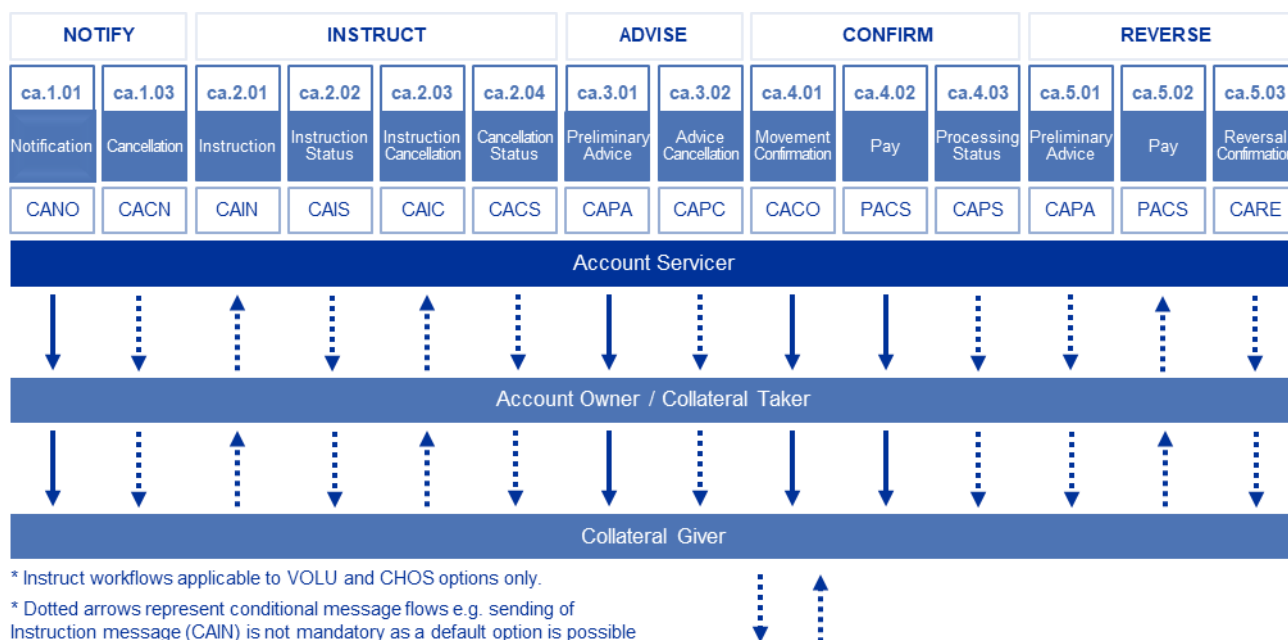 NOTIFY INSTRUCT ADVISE CONFIRM REVERSE
ca.1.01 ca.1.03 ca.2.01 ca.2.02 ca.2.03 ca.2.04 ca.3.01 ca.3.02 ca.4.01 ca.4.02 ca.4.03 ca.5.01 ca.5.02 ca.5.03
Notification Cancellation Instruction Instruction Status Instruction Cancellation Cancellation Status Preliminary Advice Advice Cancellation Movement Confirmation Pay Processing Status Preliminary Advice Pay Reversal Confirmation
CANO CACN CAIN CAIS CAIC CACS CAPA CAPC CACO PACS CAPS CAPA PACS CARE
Account Servicer
Account Owner / Collateral Taker
Collateral Giver
* Instruct workflows applicable to VOLU and CHOS options only.
* Dotted arrows represent conditional message flows e.g. sending of
Instruction message (CAIN) is not mandatory as a default option is possible